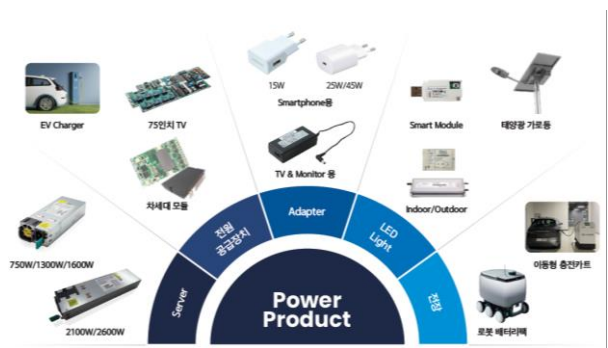 15W
25W/45W
Smartphone용
EV Charger
75인치 TV
Smart Module
태양광 가로등
TV & Monitor 용
차세대 모듈
Indoor/Outdoor
Adapter
전원
공급장치
LED
Light
750W/1300W/1600W
이동형 충전카트
Server
전장
Power
Product
2100W/2600W
로봇 배터리팩